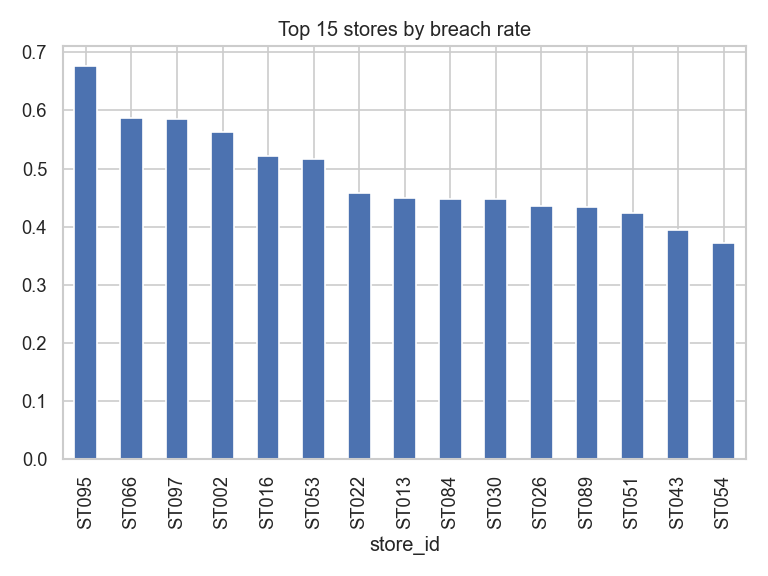 Top 15 stores by breach rate
0.7
0.6
0.5
0.4
0.3
0.2
0.1
0.0
ST095
ST066
ST097
ST002
ST016
ST053
ST022
ST013
ST084
ST030
ST026
ST089
ST051
ST043
ST054
store_id